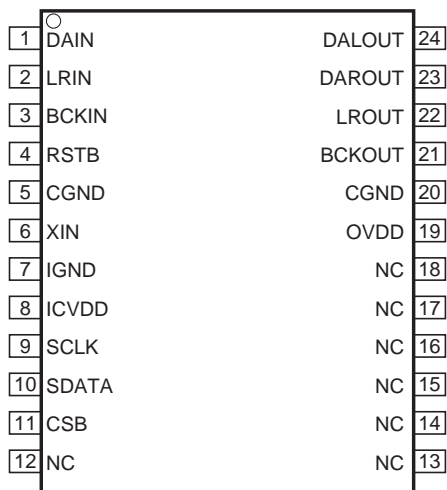 1 DAIN DALOUT 24
2 LRIN DAROUT 23
3 BCKIN LROUT 22
4 RSTB BCKOUT 21
5 CGND CGND 20
6 XIN OVDD 19
7 IGND NC 18
8 ICVDD NC 17
9 SCLK NC 16
10 SDATA NC 15
11 CSB NC 14
12 NC NC 13